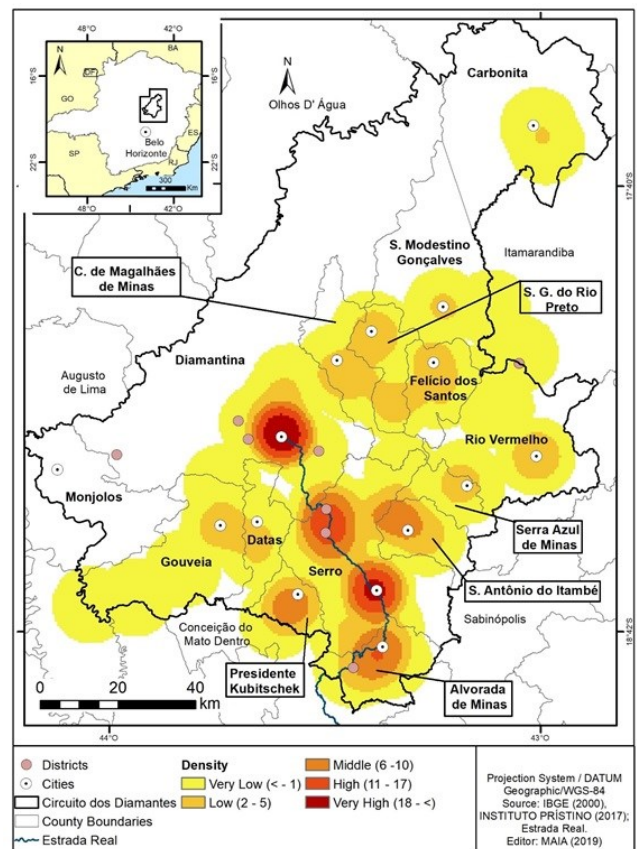 48°W
42°W
N
BA
16°S
16°S
DF
GO
Belo
Horizonte
ES
SP
RJ
22°S
22°S
300
Km
48°W
42°W
N
Olhos D' Água
Carbonita
17°40'
S. Modestino
Gonçalves
Itamarandiba
C. de Magalhães
de Minas
S. G. do Rio
Preto
Diamantina
Augusto
de Lima
Felício dos
Santos
Rio Vermelho
Monjolos
Datas
Serra Azul
de Minas
Gouveia
Serro
S. Antônio do Itambé
Sabinópolis
Conceição do
Mato Dentro
18°42'
Presidente
Kubitschek
Alvorada
de Minas
0 20 40
km
44°0
43°0
Districts
Cities
Circuito dos Diamantes
County Boundaries
Estrada Real
Density
Very Low (< - 1)
Low (2 - 5)
Middle (6 -10)
High (11 - 17)
Very High (18 - <)
Projection System / DATUM
Geographic/WGS-84
Source: IBGE (2000),
INSTITUTO PRÍSTINO (2017);
Estrada Real.
Editor: MAIA (2019)